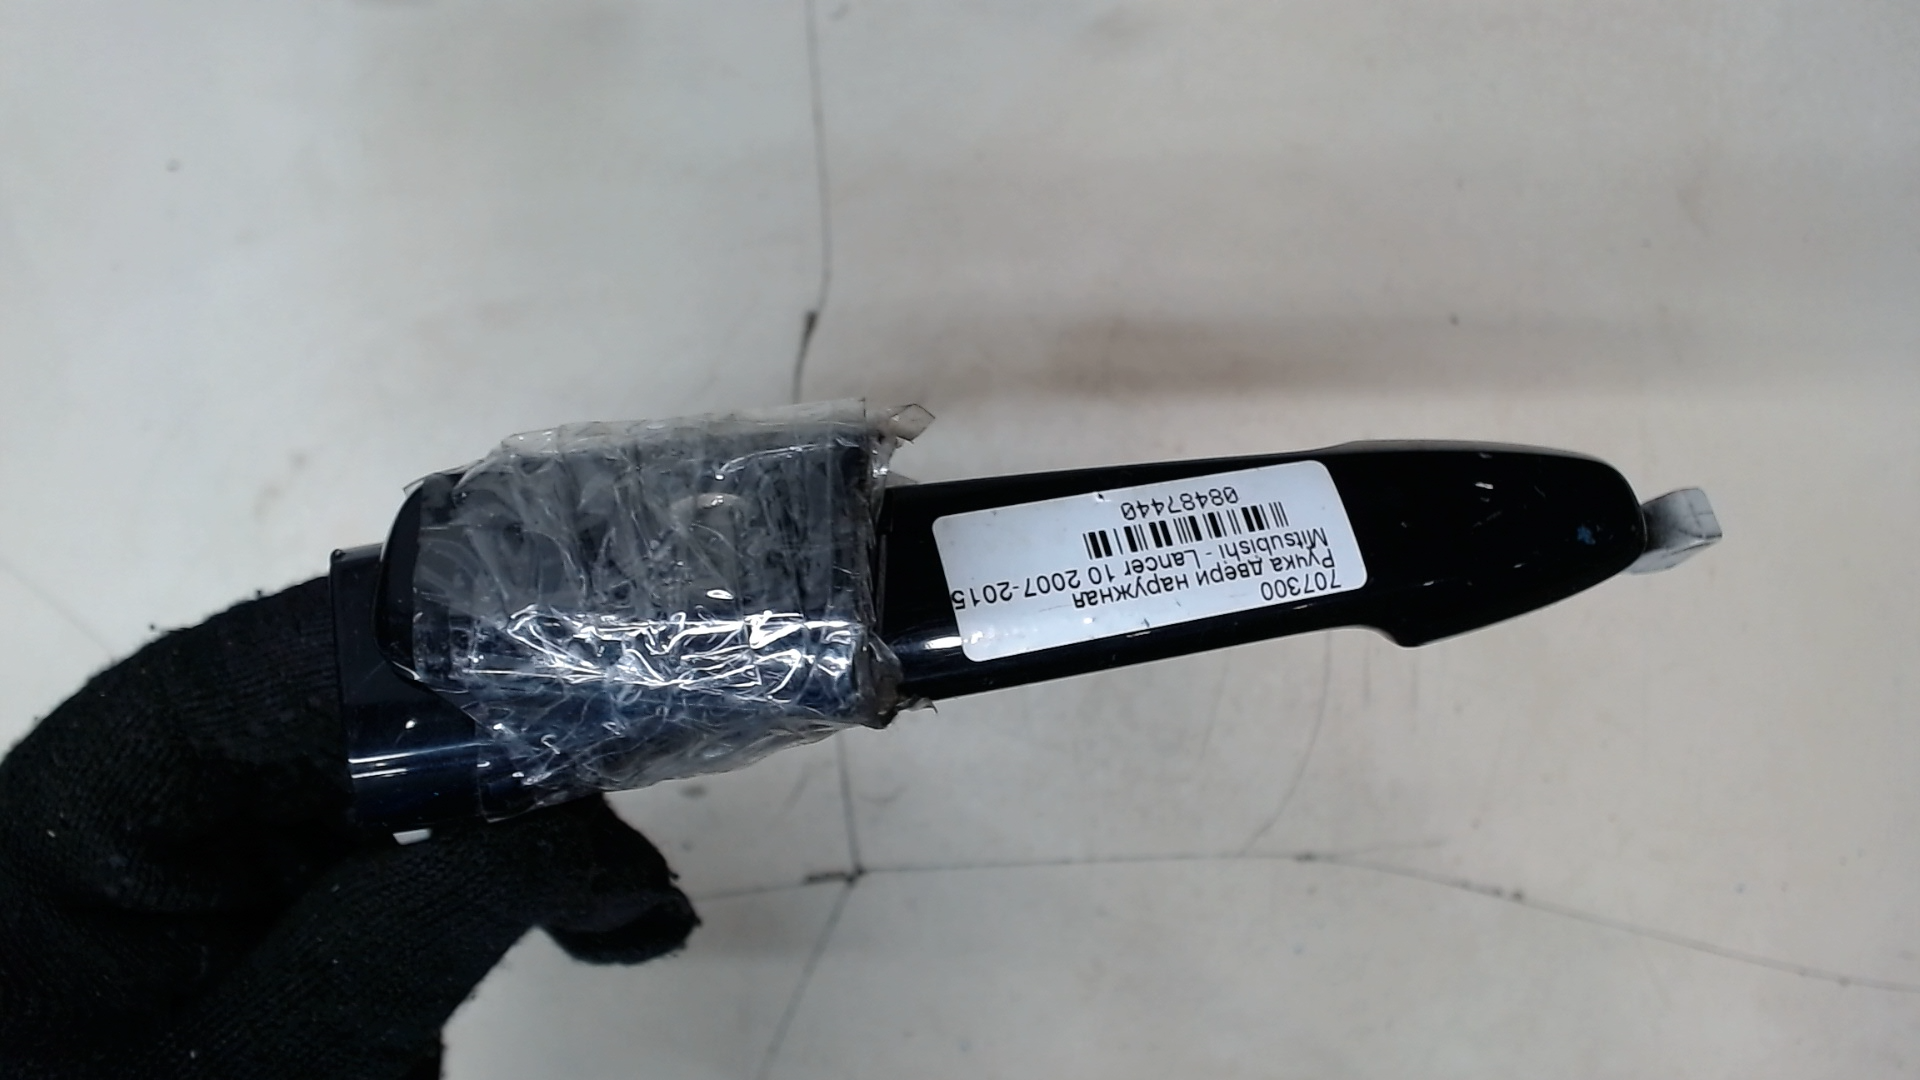 707300
Ручка двери наружная
Mitsubishi - Lancer 10 2007-2015
08487440